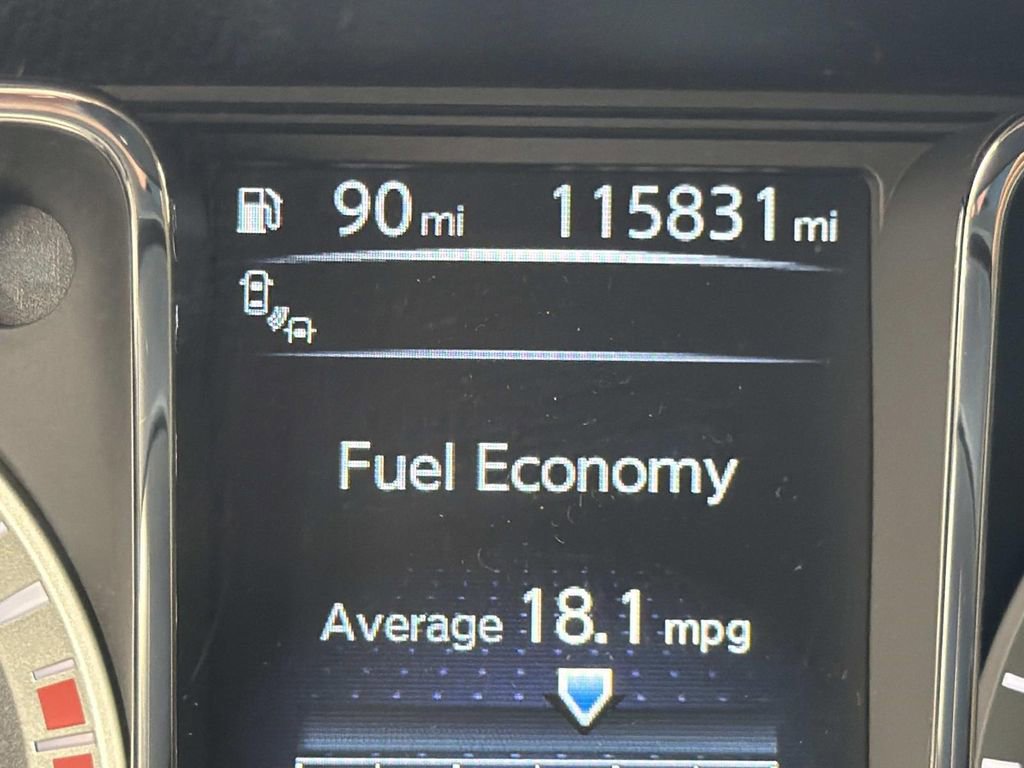 90 mi 115831 mi
Fuel Economy
Average 18.1 mpg